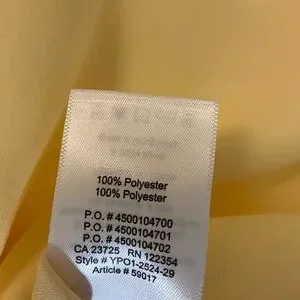 100% Polyester
100% Polyester
P.O. # 4500104700
P.O. # 4500104701
P.O. # 4500104702
CA 23725 RN 122354
Style # YPO1-2524-29
Article # 59017